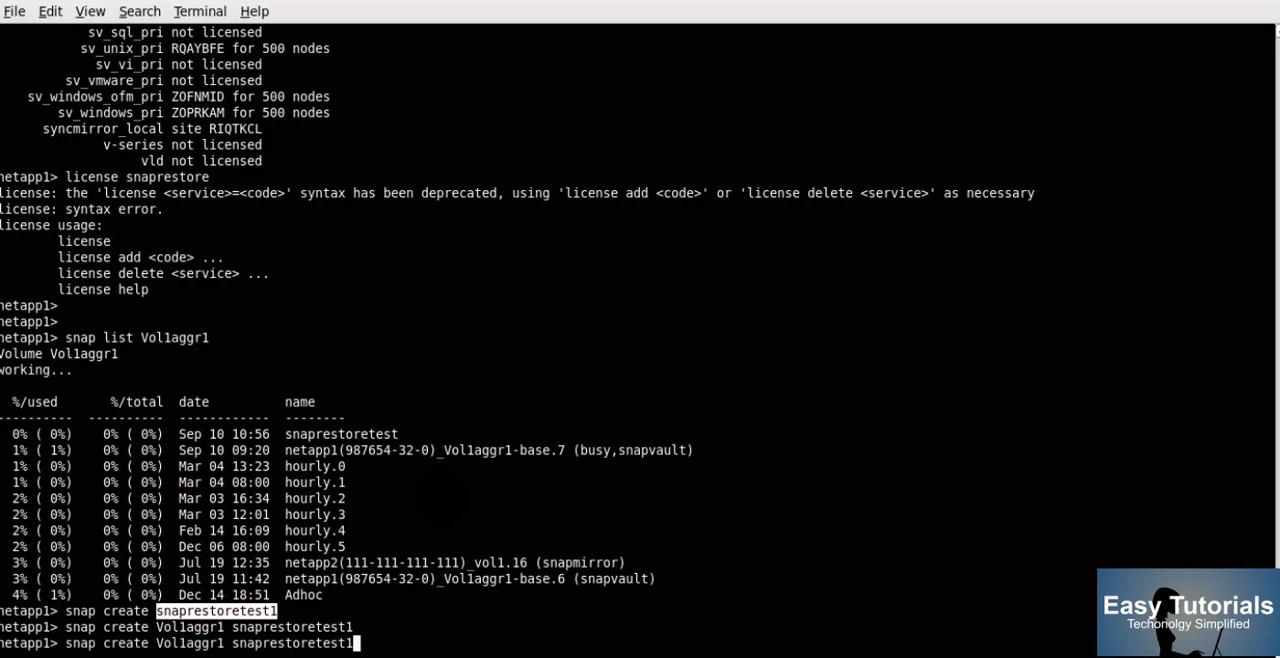 File Edit View Search Terminal Help
sv_sql_pri not licensed
sv_unix_pri RQAYBFE for 500 nodes
sv_vi_pri not licensed
sv_vmware_pri not licensed
sv_windows_ofm_pri ZOFNMID for 500 nodes
sv_windows_pri ZOPRKAM for 500 nodes
syncmirror_local site RIQTKCL
v-series not licensed
vld not licensed
netapp1> license snaprestore
license: the 'license <service>=<code>' syntax has been deprecated, using 'license add <code>' or 'license delete <service>' as necessary
license: syntax error.
license usage:
license
license add <code> ...
license delete <service> ...
license help
netapp1>
netapp1>
netapp1> snap list Vol1aggr1
Volume Vol1aggr1
working...
%/used %/total date name
---------- ---------- ------------ --------
0% ( 0%) 0% ( 0%) Sep 10 10:56 snaprestoretest
1% ( 1%) 0% ( 0%) Sep 10 09:20 netapp1(987654-32-0)_Vol1aggr1-base.7 (busy,snapvault)
1% ( 0%) 0% ( 0%) Mar 04 13:23 hourly.0
1% ( 0%) 0% ( 0%) Mar 04 08:00 hourly.1
2% ( 0%) 0% ( 0%) Mar 03 16:34 hourly.2
2% ( 0%) 0% ( 0%) Mar 03 12:01 hourly.3
2% ( 0%) 0% ( 0%) Feb 14 16:09 hourly.4
2% ( 0%) 0% ( 0%) Dec 06 08:00 hourly.5
3% ( 0%) 0% ( 0%) Jul 19 12:35 netapp2(111-111-111-111)_vol1.16 (snapmirror)
3% ( 0%) 0% ( 0%) Jul 19 11:42 netapp1(987654-32-0)_Vol1aggr1-base.6 (snapvault)
4% ( 1%) 0% ( 0%) Dec 14 18:51 Adhoc
netapp1> snap create snaprestoretest1
netapp1> snap create Vol1aggr1 snaprestoretest1
netapp1> snap create Vol1aggr1 snaprestoretest1
Easy Tutorials
Techonolgy Simplified